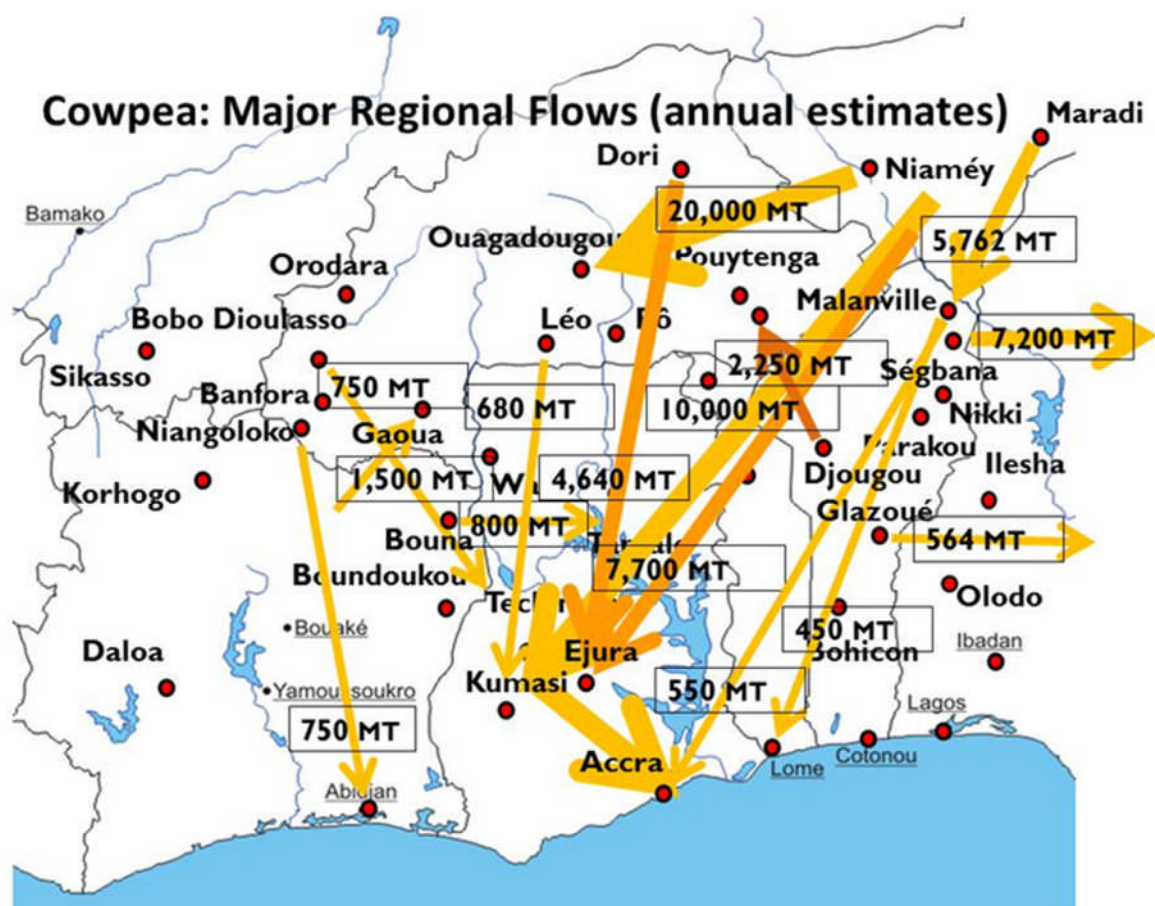 Cowpea: Major Regional Flows (annual estimates)
Maradi
Dori
Niaméy
Bamako
20,000 MT
Ouagadougou
5,762 MT
Pouytenga
Orodara
Malanville
Bobo Dioulasso
Léo
7,200 MT
2,250 MT
Sikasso
Ségbana
750 MT
Banfora
680 MT
10,000 MT
Nikki
Niangoloko
Gaoua
Parakou
Djougou
Ilesha
1,500 MT
4,640 MT
Korhogo
Glazoué
800 MT
Bouna
564 MT
7,700 MT
Boundoukou
Olodo
Bouaké
450 MT
Ibadan
Daloa
Ejura
Bohicon
Kumasi
550 MT
Yamoussoukro
Lagos
750 MT
Cotonou
Accra
Lome
Abidjan